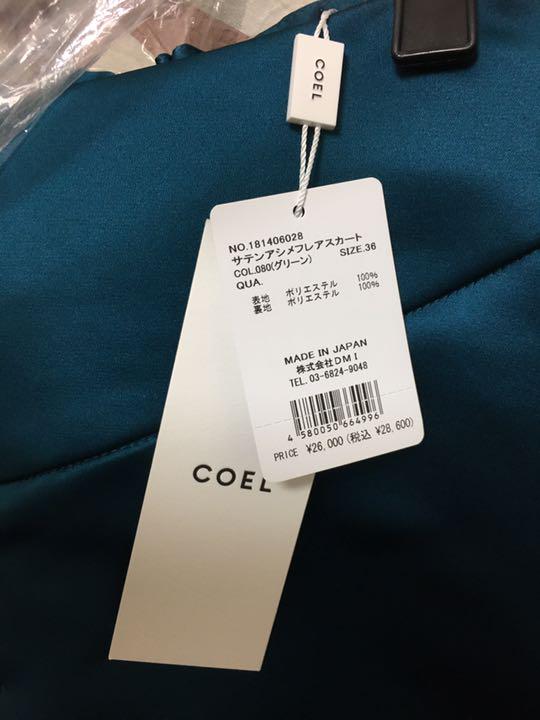 COEL
NO.181406028
サテンアシメフレアスカート
COL.080(グリーン) SIZE.36
QUA.
表地 ポリエステル 100%
裏地 ポリエステル 100%
MADE IN JAPAN
株式会社DMI
TEL. 03-6824-9048
4 580050 664996
PRICE ¥26,000 (税込 ¥28,600)
COEL